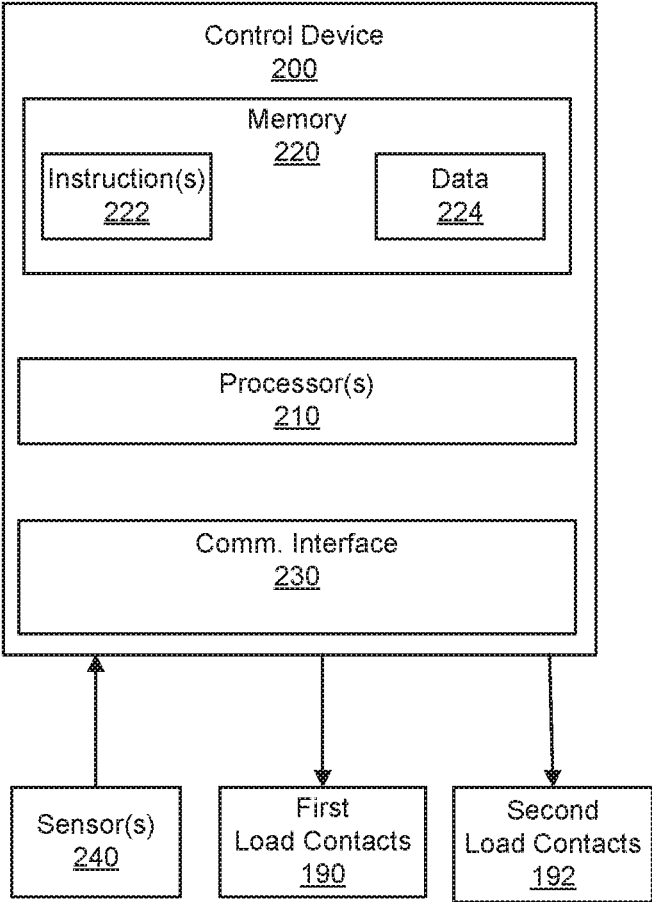 Control Device
200
Memory
220
Instruction(s)
222
Data
224
Processor(s)
210
Comm. Interface
230
Sensor(s)
240
First
Load Contacts
190
Second
Load Contacts
192